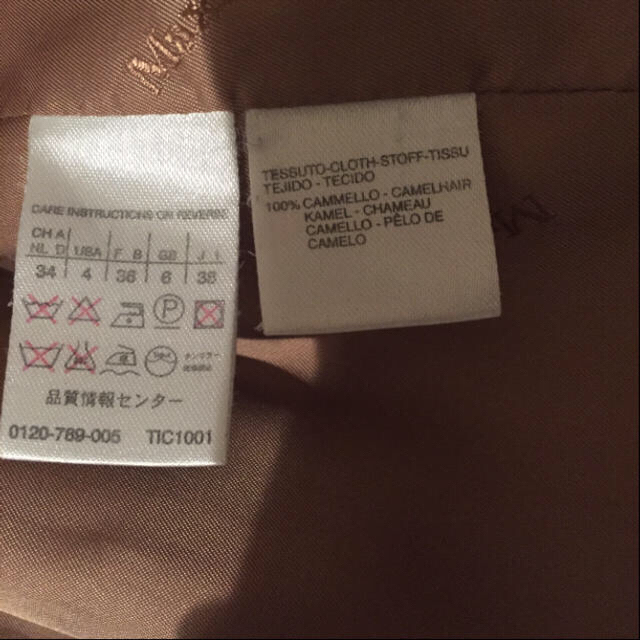 Max
CARE INSTRUCTIONS ON REVERSE
CH A NL D USA F B GB J I
34 4 36 6 38
P
品質情報センター
0120-789-005 TIC1001
TESSUTO-CLOTH-STOFF-TISSU
TEJIDO - TECIDO
100% CAMMELLO - CAMELHAIR
KAMEL - CHAMEAU
CAMELLO - PÊLO DE
CAMELO